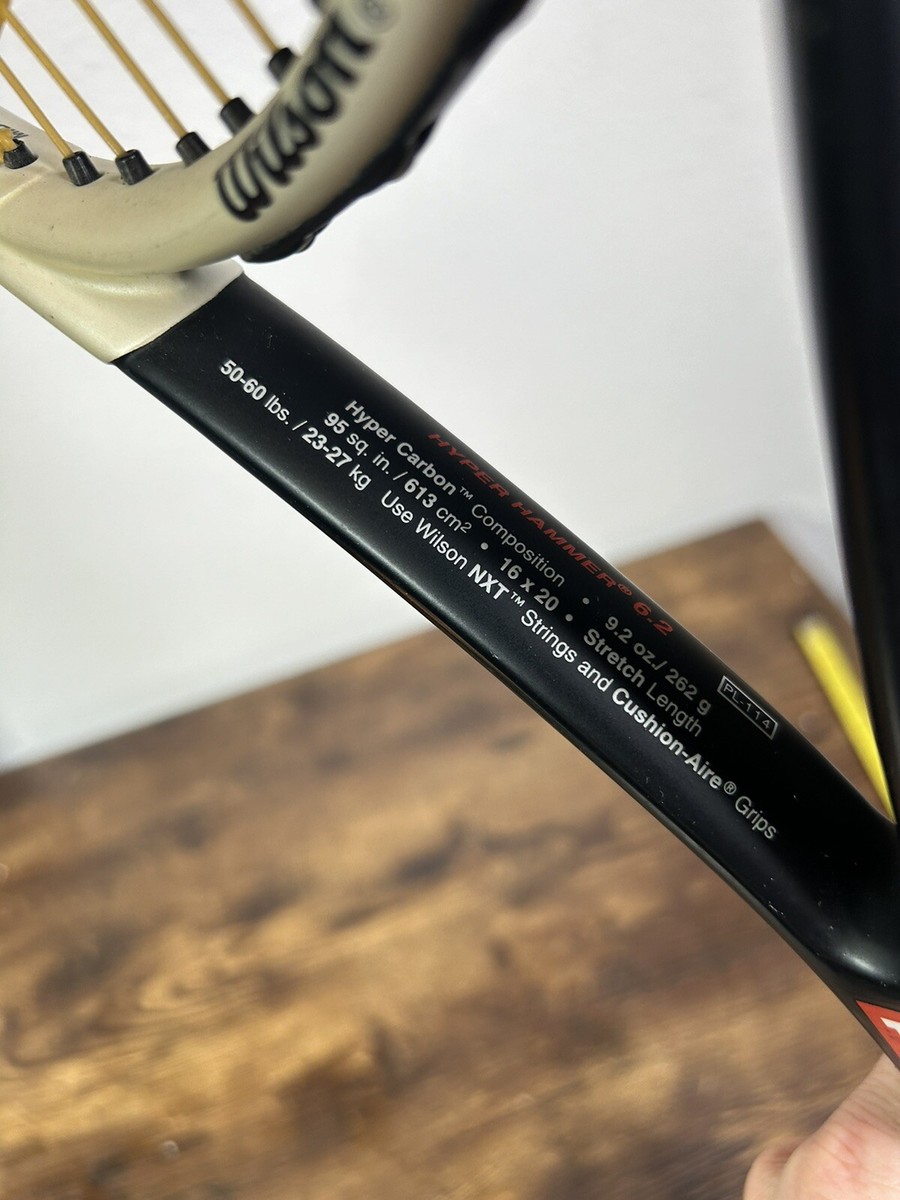 Wilson
HYPER HAMMER® 6.2
PL-114
Hyper Carbon™ Composition • 9.2 oz./ 262 g
95 sq. in. / 613 cm² • 16 x 20 • Stretch Length
50-60 lbs. / 23-27 kg Use Wilson NXT™ Strings and Cushion-Aire® Grips